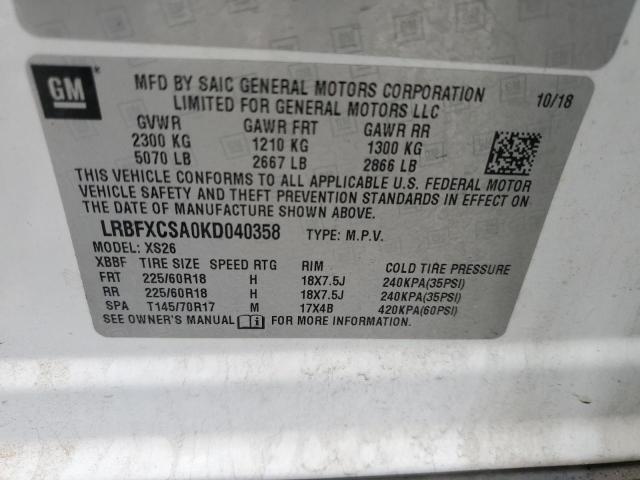 GM
MFD BY SAIC GENERAL MOTORS CORPORATION
LIMITED FOR GENERAL MOTORS LLC
10/18
GVWR GAWR FRT GAWR RR
2300 KG 1210 KG 1300 KG
5070 LB 2667 LB 2866 LB
THIS VEHICLE CONFORMS TO ALL APPLICABLE U.S. FEDERAL MOTOR
VEHICLE SAFETY AND THEFT PREVENTION STANDARDS IN EFFECT ON
THE DATE OF MANUFACTURE SHOWN ABOVE.
LRBFXCSA0KD040358 TYPE: M.P.V.
MODEL: XS26
XBBF TIRE SIZE SPEED RTG RIM COLD TIRE PRESSURE
FRT 225/60R18 H 18X7.5J 240KPA(35PSI)
RR 225/60R18 H 18X7.5J 240KPA(35PSI)
SPA T145/70R17 M 17X4B 420KPA(60PSI)
SEE OWNER'S MANUAL i FOR MORE INFORMATION